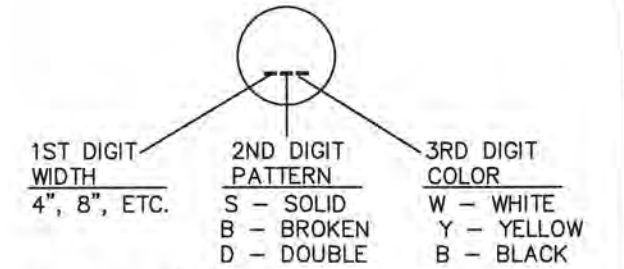 1ST DIGIT 2ND DIGIT 3RD DIGIT
WIDTH PATTERN COLOR
4", 8", ETC. S – SOLID W – WHITE
B – BROKEN Y – YELLOW
D – DOUBLE B – BLACK